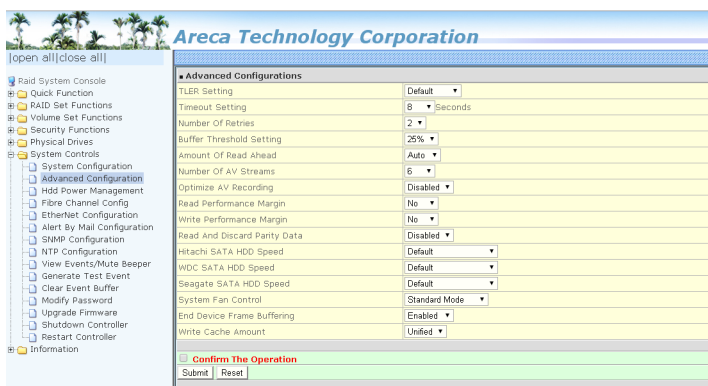 Areca Technology Corporation
|open all|close all|
Raid System Console
Quick Function
RAID Set Functions
Volume Set Functions
Security Functions
Physical Drives
System Controls
System Configuration
Advanced Configuration
Hdd Power Management
Fibre Channel Config
EtherNet Configuration
Alert By Mail Configuration
SNMP Configuration
NTP Configuration
View Events/Mute Beeper
Generate Test Event
Clear Event Buffer
Modify Password
Upgrade Firmware
Shutdown Controller
Restart Controller
Information
Advanced Configurations
TLER Setting Default
Timeout Setting 8 Seconds
Number Of Retries 2
Buffer Threshold Setting 25%
Amount Of Read Ahead Auto
Number Of AV Streams 6
Optimize AV Recording Disabled
Read Performance Margin No
Write Performance Margin No
Read And Discard Parity Data Disabled
Hitachi SATA HDD Speed Default
WDC SATA HDD Speed Default
Seagate SATA HDD Speed Default
System Fan Control Standard Mode
End Device Frame Buffering Enabled
Write Cache Amount Unified
Confirm The Operation
Submit Reset